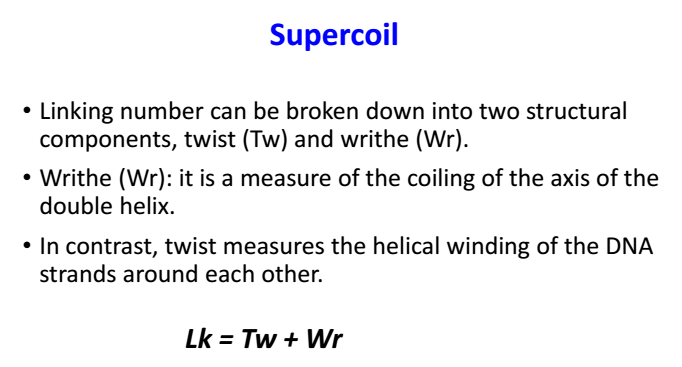 Supercoil
• Linking number can be broken down into two structural
components, twist (Tw) and writhe (Wr).
• Writhe (Wr): it is a measure of the coiling of the axis of the
double helix.
• In contrast, twist measures the helical winding of the DNA
strands around each other.
Lk = Tw + Wr